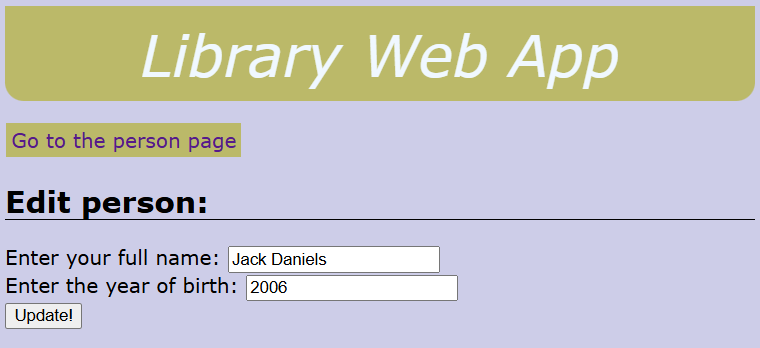 Library Web App
Go to the person page
Edit person:
Enter your full name: Jack Daniels
Enter the year of birth: 2006
Update!